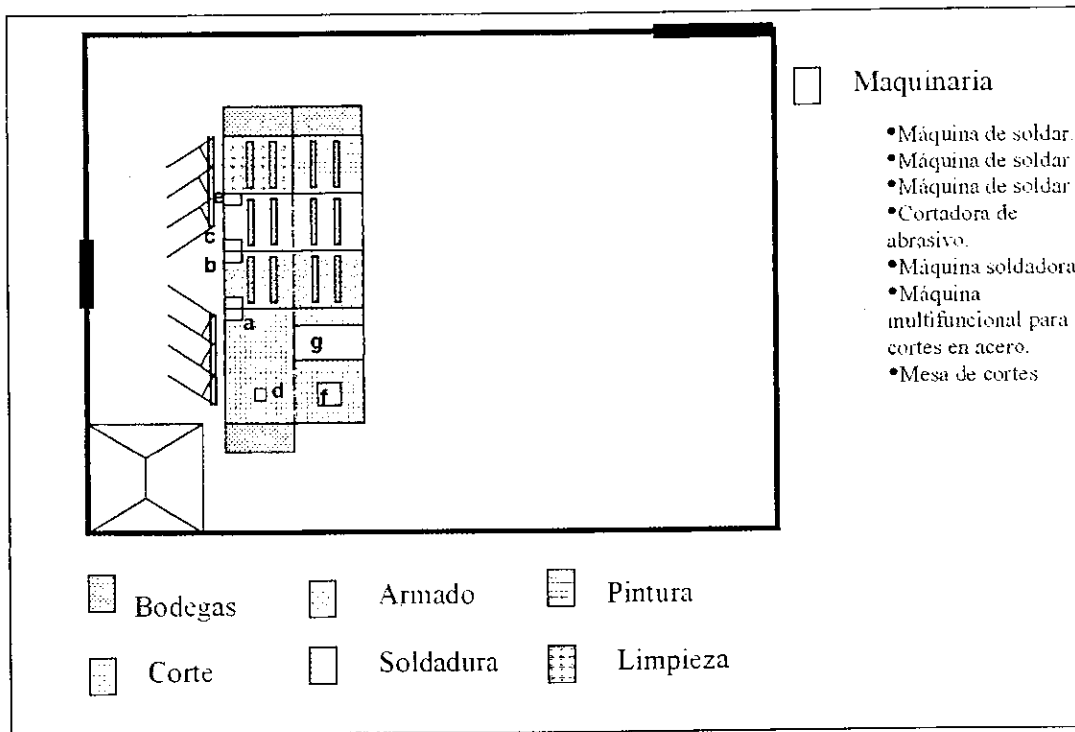 Maquinaria
•Máquina de soldar.
•Máquina de soldar
•Máquina de soldar
•Cortadora de
abrasivo.
•Máquina soldadora
•Máquina
multifuncional para
cortes en acero.
•Mesa de cortes
e
c
b
a
g
d
f
Bodegas
Armado
Pintura
Corte
Soldadura
Limpieza